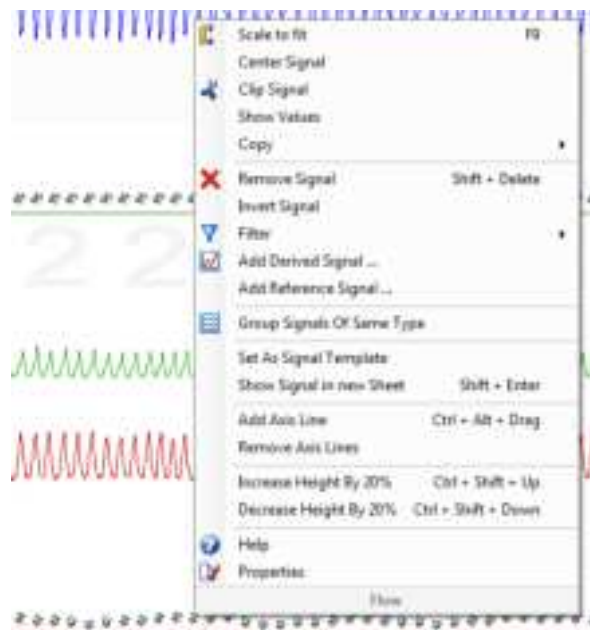 Scale to fit F9
Center Signal
Clip Signal
Show Values
Copy
Remove Signal Shift + Delete
Invert Signal
Filter
Add Derived Signal ...
Add Reference Signal ...
2 2
Group Signals Of Same Type
Set As Signal Template
Show Signal in new Sheet Shift + Enter
Add Axis Line Ctrl + Alt + Drag
Remove Axis Lines
Increase Height By 20% Ctrl + Shift + Up
Decrease Height By 20% Ctrl + Shift + Down
Help
Properties
Flow